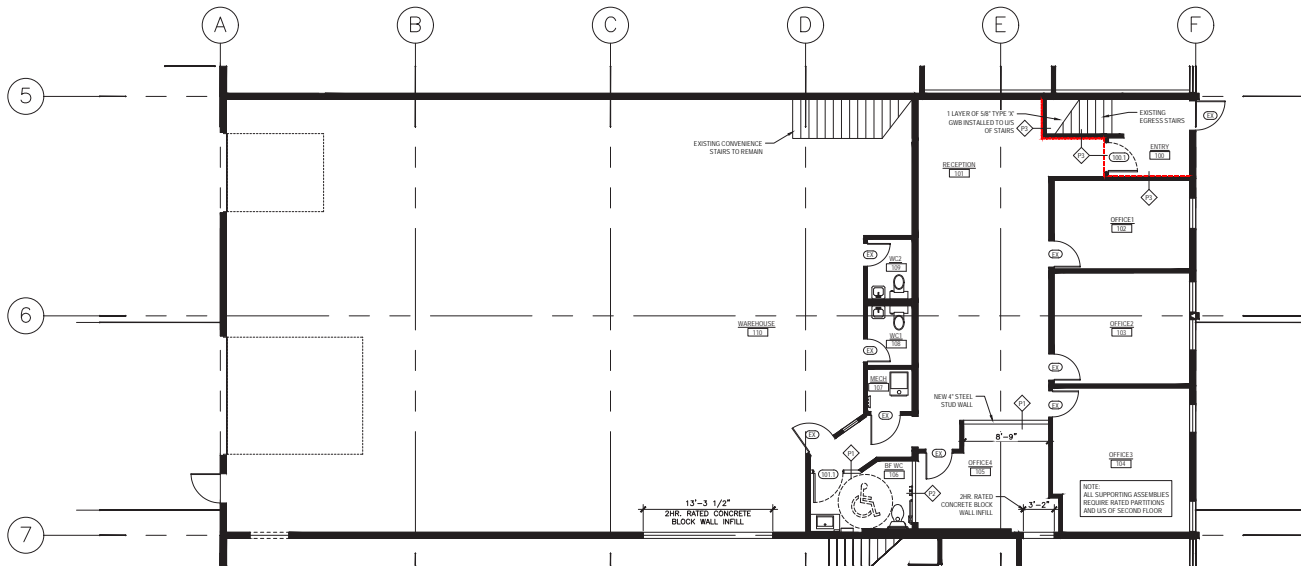 A B C D E F
5
1 LAYER OF 5/8" TYPE 'X'
GWB INSTALLED TO U/S
OF STAIRS
P3
EXISTING
EGRESS STAIRS
EX
EXISTING CONVENIENCE
STAIRS TO REMAIN
P3
100.1
ENTRY
100
RECEPTION
101
P3
OFFICE1
102
EX
EX
WC2
109
6
WAREHOUSE
110
OFFICE2
103
WC1
108
EX
EX
MECH
107
EX
NEW 4" STEEL
STUD WALL
P1
EX
EX
8'-9"
P1
EX
101.1
BF WC
106
OFFICE4
105
OFFICE3
104
P2
NOTE:
ALL SUPPORTING ASSEMBLIES
REQUIRE RATED PARTITIONS
AND U/S OF SECOND FLOOR
13'-3 1/2"
2HR. RATED CONCRETE
BLOCK WALL INFILL
2HR. RATED
CONCRETE BLOCK
WALL INFILL
3'-2"
7